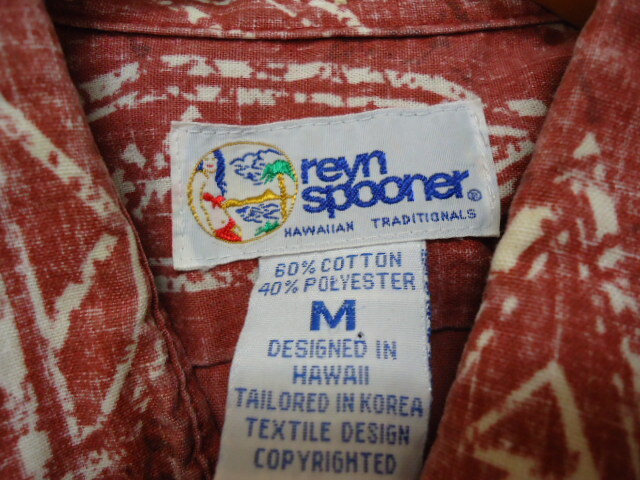 reyn
spooner®
HAWAIIAN TRADITIONALS
60% COTTON
40% POLYESTER
M
DESIGNED IN
HAWAII
TAILORED IN KOREA
TEXTILE DESIGN
COPYRIGHTED